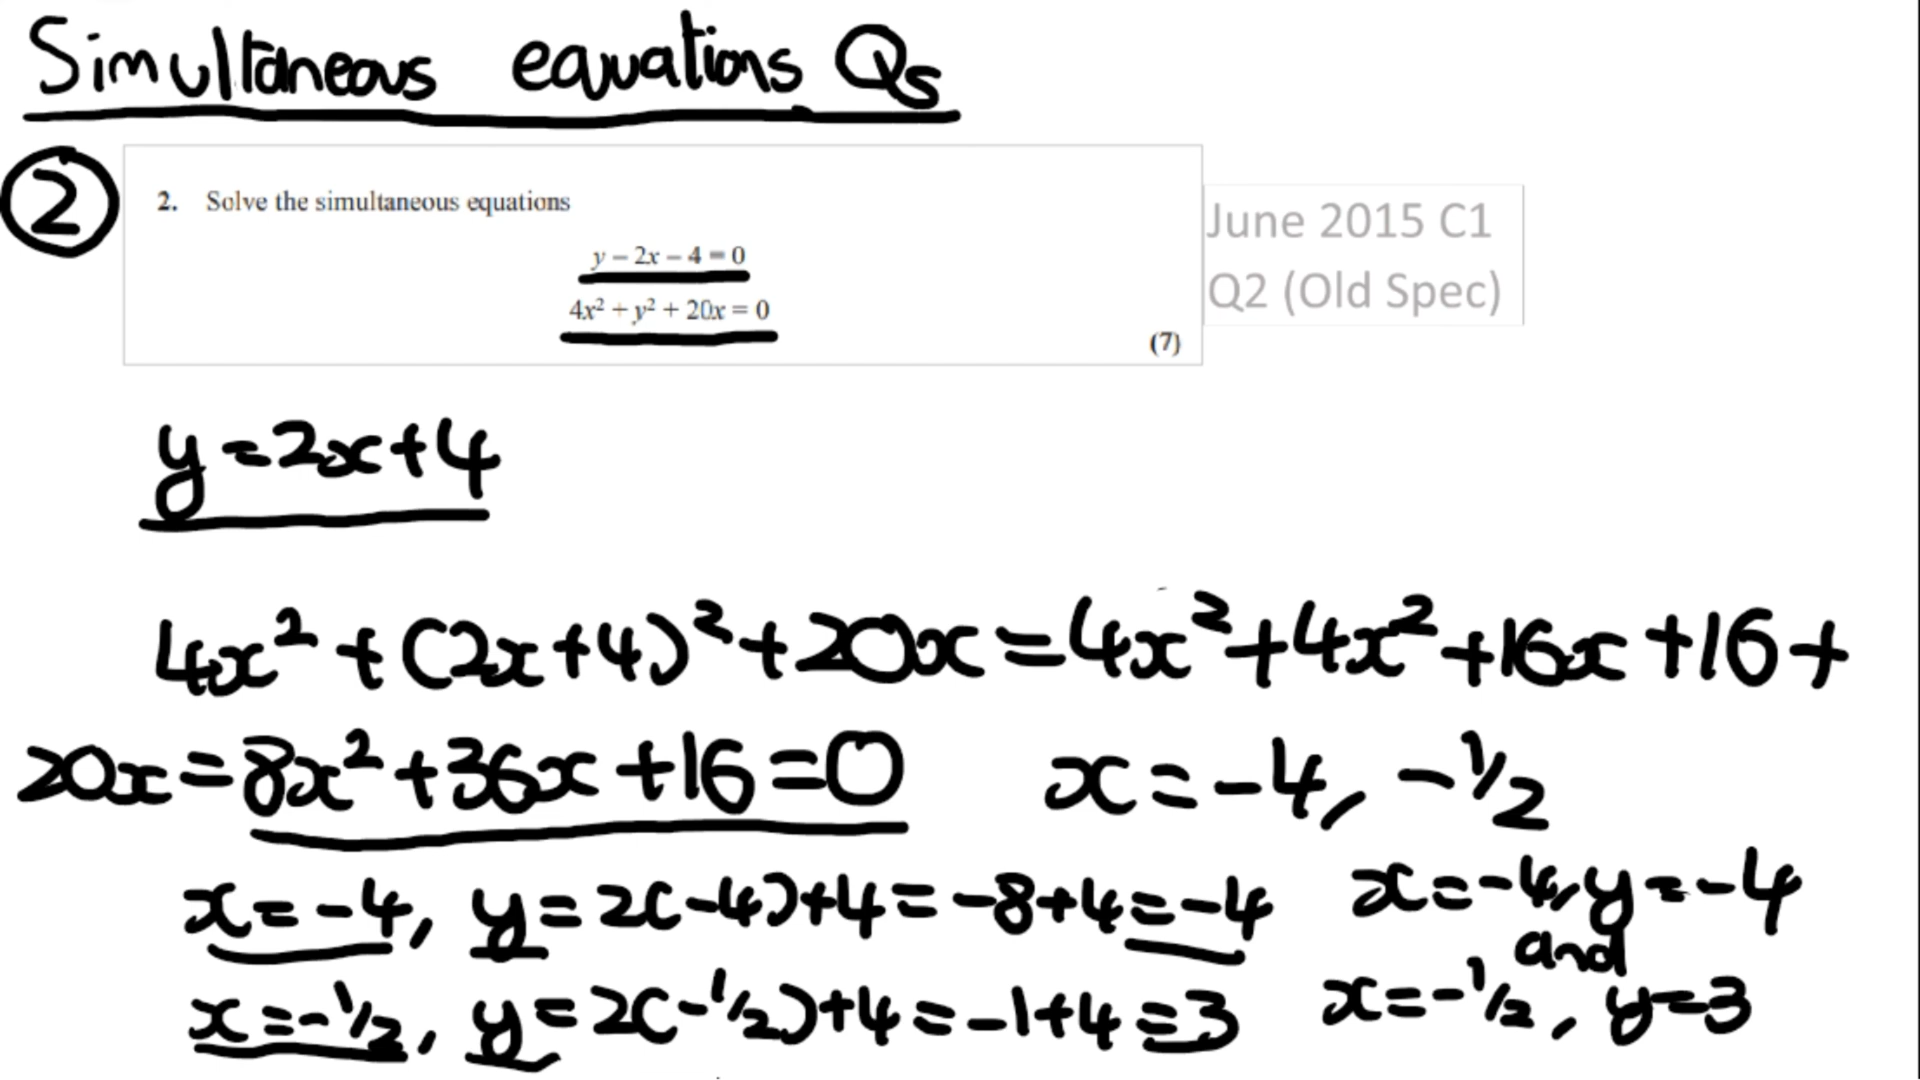 Simultaneous equations Qs
2
2. Solve the simultaneous equations
y – 2x – 4 = 0
4x² + y² + 20x = 0
(7)
June 2015 C1
Q2 (Old Spec)
y=2x+4
4x²+(2x+4)²+20x=4x²+4x²+16x+16+
20x=8x²+36x+16=0 x=-4, -1/2
x=-4, y=2(-4)+4=-8+4=-4 x=-4, y=-4
and
x=-1/2, y=2(-1/2)+4=-1+4=3 x=-1/2, y=3